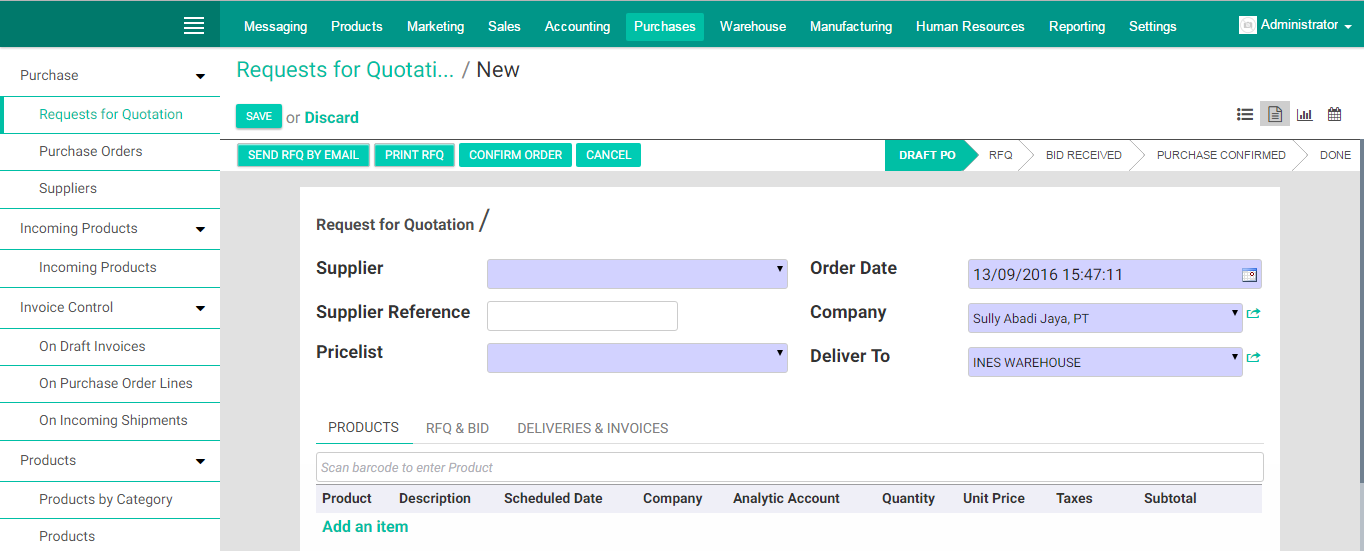 Messaging Products Marketing Sales Accounting Purchases Warehouse Manufacturing Human Resources Reporting Settings Administrator
Purchase
Requests for Quotation
Purchase Orders
Suppliers
Incoming Products
Incoming Products
Invoice Control
On Draft Invoices
On Purchase Order Lines
On Incoming Shipments
Products
Products by Category
Products
Requests for Quotati... / New
SAVE or Discard
SEND RFQ BY EMAIL PRINT RFQ CONFIRM ORDER CANCEL DRAFT PO RFQ BID RECEIVED PURCHASE CONFIRMED DONE
Request for Quotation /
Supplier Order Date 13/09/2016 15:47:11
Supplier Reference Company Sully Abadi Jaya, PT
Pricelist Deliver To INES WAREHOUSE
PRODUCTS RFQ & BID DELIVERIES & INVOICES
Scan barcode to enter Product
Product Description Scheduled Date Company Analytic Account Quantity Unit Price Taxes Subtotal
Add an item